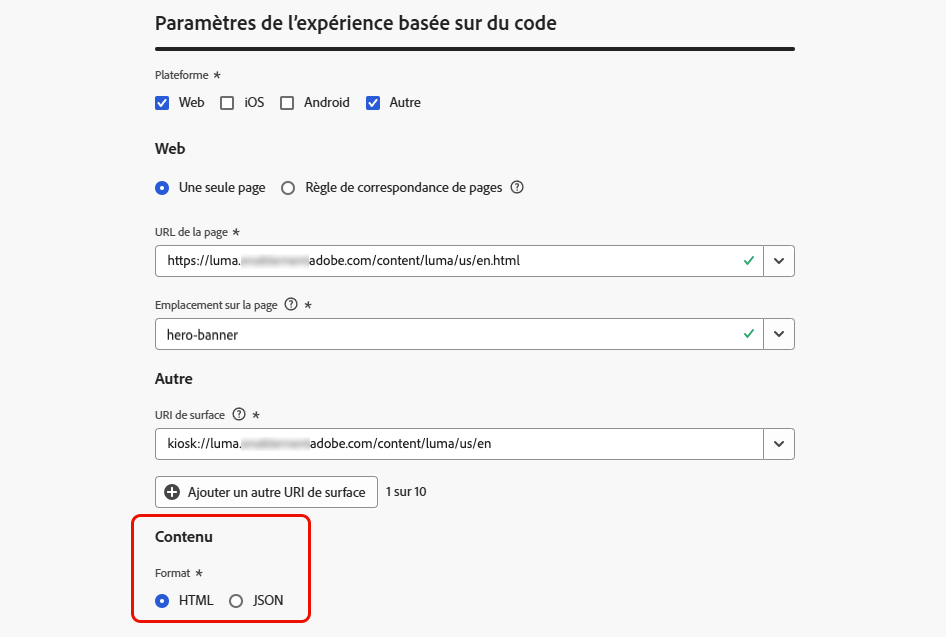 Paramètres de l’expérience basée sur du code
Plateforme *
Web iOS Android Autre
Web
Une seule page Règle de correspondance de pages ?
URL de la page *
https://luma. adobe.com/content/luma/us/en.html
Emplacement sur la page ? *
hero-banner
Autre
URI de surface ? *
kiosk://luma. adobe.com/content/luma/us/en
Ajouter un autre URI de surface 1 sur 10
Contenu
Format *
HTML JSON